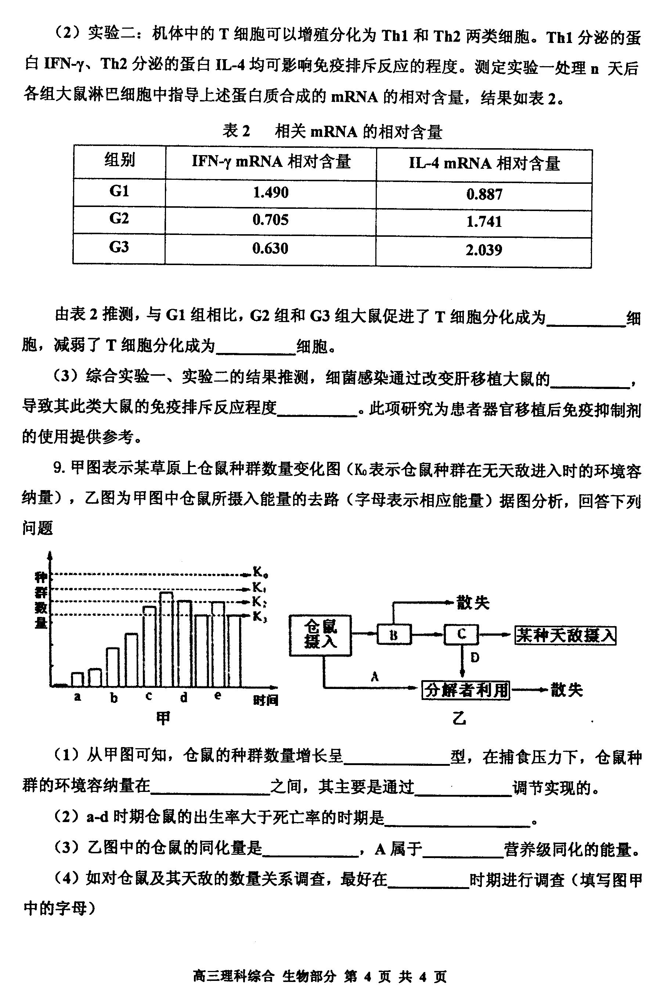 （2）实验二：机体中的 T 细胞可以增殖分化为 Th1 和 Th2 两类细胞。Th1 分泌的蛋
白 IFN-γ、Th2 分泌的蛋白 IL-4 均可影响免疫排斥反应的程度。测定实验一处理 n 天后
各组大鼠淋巴细胞中指导上述蛋白质合成的 mRNA 的相对含量，结果如表 2。
表 2 相关 mRNA 的相对含量
组别 IFN-γ mRNA 相对含量 IL-4 mRNA 相对含量
G1 1.490 0.887
G2 0.705 1.741
G3 0.630 2.039
由表 2 推测，与 G1 组相比，G2 组和 G3 组大鼠促进了 T 细胞分化成为________细
胞，减弱了 T 细胞分化成为________细胞。
（3）综合实验一、实验二的结果推测，细菌感染通过改变肝移植大鼠的________，
导致其此类大鼠的免疫排斥反应程度________。此项研究为患者器官移植后免疫抑制剂
的使用提供参考。
9. 甲图表示某草原上仓鼠种群数量变化图（K₀表示仓鼠种群在无天敌进入时的环境容
纳量），乙图为甲图中仓鼠所摄入能量的去路（字母表示相应能量）据图分析，回答下列
问题
种群数量
K₀
K₁
K₂
K₃
a b c d e 时间
甲
仓鼠
摄入
B
散失
C
某种天敌摄入
D
A
分解者利用
散失
乙
（1）从甲图可知，仓鼠的种群数量增长呈________型，在捕食压力下，仓鼠种
群的环境容纳量在________之间，其主要是通过________调节实现的。
（2）a-d 时期仓鼠的出生率大于死亡率的时期是________。
（3）乙图中的仓鼠的同化量是________，A 属于________营养级同化的能量。
（4）如对仓鼠及其天敌的数量关系调查，最好在________时期进行调查（填写图甲
中的字母）
高三理科综合 生物部分 第 4 页 共 4 页